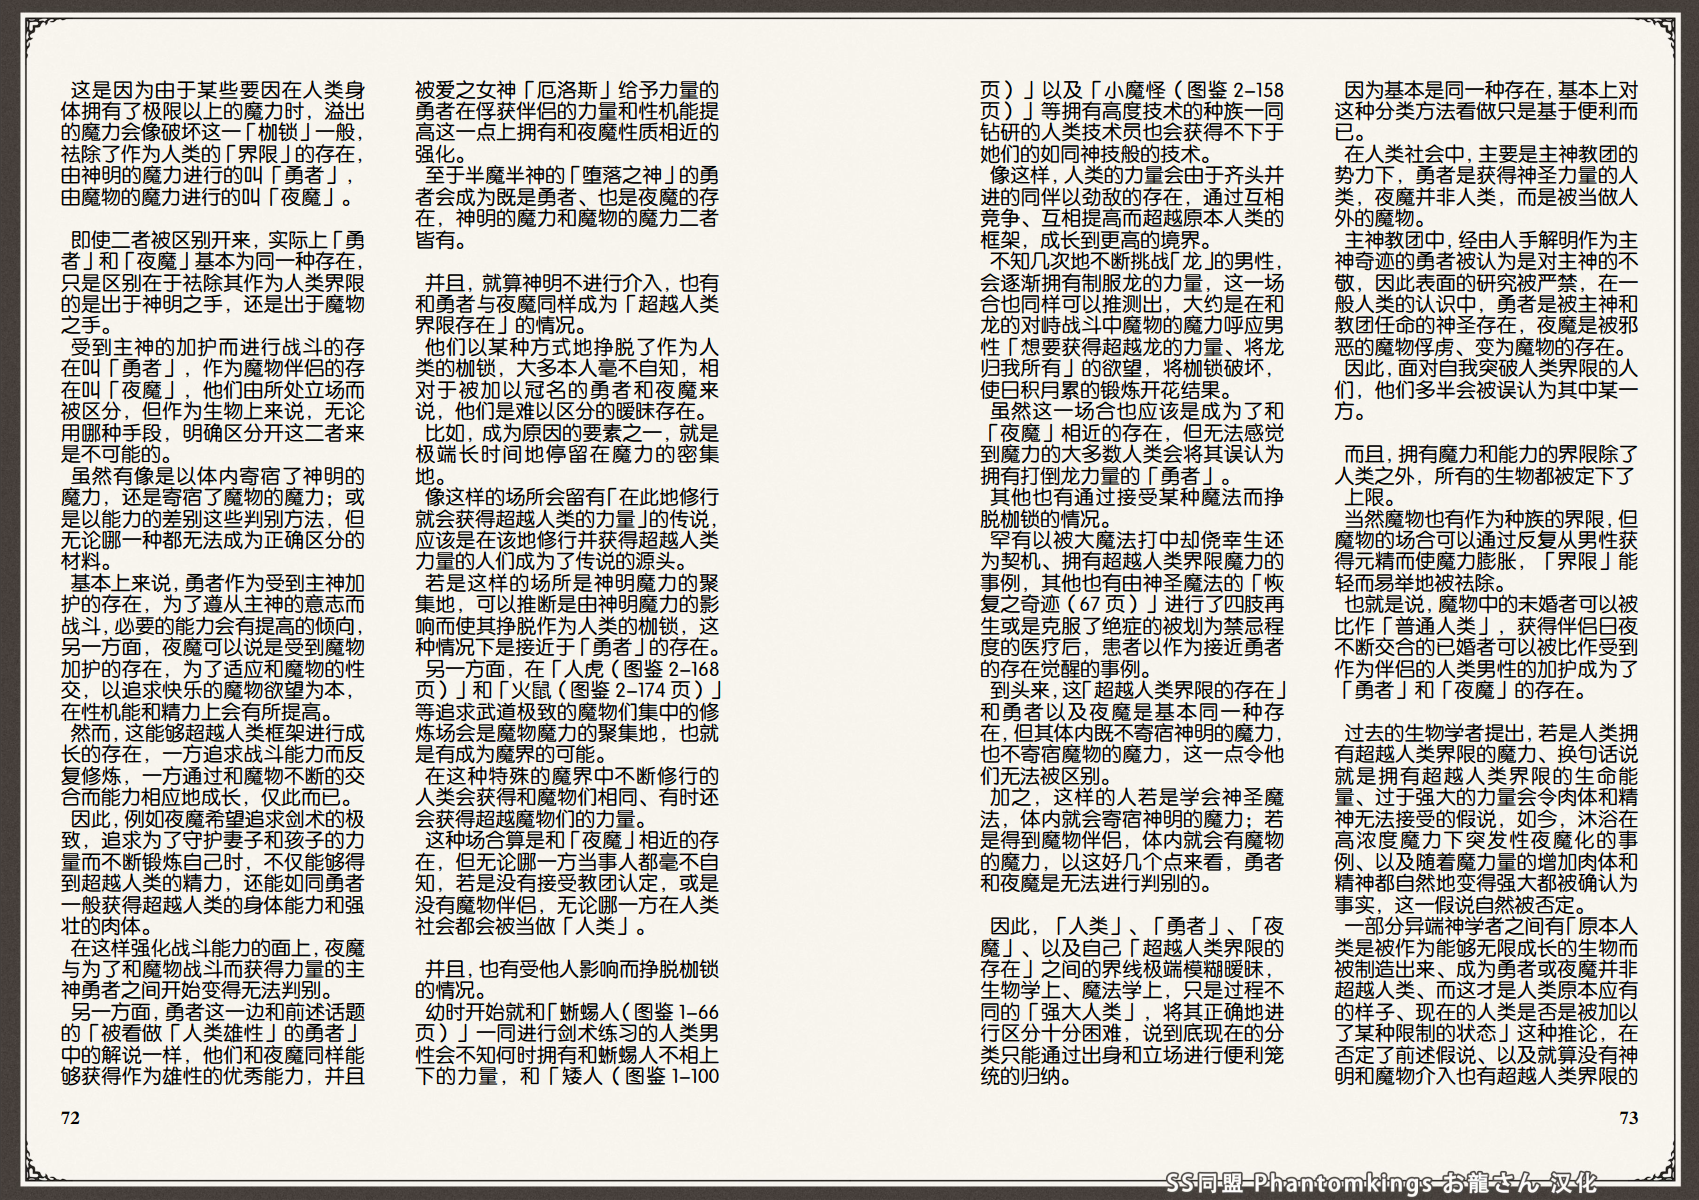 这是因为由于某些要因在人类身
体拥有了极限以上的魔力时，溢出
的魔力会像破坏这一「枷锁」一般，
祛除了作为人类的「界限」的存在，
由神明的魔力进行的叫「勇者」，
由魔物的魔力进行的叫「夜魔」。
即使二者被区别开来，实际上「勇
者」和「夜魔」基本为同一种存在，
只是区别在于祛除其作为人类界限
的是出于神明之手，还是出于魔物
之手。
受到主神的加护而进行战斗的存
在叫「勇者」，作为魔物伴侣的存
在叫「夜魔」，他们由所处立场而
被区分，但作为生物上来说，无论
用哪种手段，明确区分开这二者来
是不可能的。
虽然有像是以体内寄宿了神明的
魔力，还是寄宿了魔物的魔力；或
是以能力的差别这些判别方法，但
无论哪一种都无法成为正确区分的
材料。
基本上来说，勇者作为受到主神加
护的存在，为了遵从主神的意志而
战斗，必要的能力会有提高的倾向，
另一方面，夜魔可以说是受到魔物
加护的存在，为了适应和魔物的性
交，以追求快乐的魔物欲望为本，
在性机能和精力上会有所提高。
然而，这能够超越人类框架进行成
长的存在，一方追求战斗能力而反
复修炼，一方通过和魔物不断的交
合而能力相应地成长，仅此而已。
因此，例如夜魔希望追求剑术的极
致，追求为了守护妻子和孩子的力
量而不断锻炼自己时，不仅能够得
到超越人类的精力，还能如同勇者
一般获得超越人类的身体能力和强
壮的肉体。
在这样强化战斗能力的面上，夜魔
与为了和魔物战斗而获得力量的主
神勇者之间开始变得无法判别。
另一方面，勇者这一边和前述话题
的「被看做「人类雄性」的勇者」
中的解说一样，他们和夜魔同样能
够获得作为雄性的优秀能力，并且
被爱之女神「厄洛斯」给予力量的
勇者在俘获伴侣的力量和性机能提
高这一点上拥有和夜魔性质相近的
强化。
至于半魔半神的「堕落之神」的勇
者会成为既是勇者、也是夜魔的存
在，神明的魔力和魔物的魔力二者
皆有。
并且，就算神明不进行介入，也有
和勇者与夜魔同样成为「超越人类
界限存在」的情况。
他们以某种方式地挣脱了作为人
类的枷锁，大多本人毫不自知，相
对于被加以冠名的勇者和夜魔来
说，他们是难以区分的暧昧存在。
比如，成为原因的要素之一，就是
极端长时间地停留在魔力的密集
地。
像这样的场所会留有「在此地修行
就会获得超越人类的力量」的传说，
应该是在该地修行并获得超越人类
力量的人们成为了传说的源头。
若是这样的场所是神明魔力的聚
集地，可以推断是由神明魔力的影
响而使其挣脱作为人类的枷锁，这
种情况下是接近于「勇者」的存在。
另一方面，在「人虎（图鉴 2-168
页）」和「火鼠（图鉴 2-174 页）」
等追求武道极致的魔物们集中的修
炼场会是魔物魔力的聚集地，也就
是有成为魔界的可能。
在这种特殊的魔界中不断修行的
人类会获得和魔物们相同、有时还
会获得超越魔物们的力量。
这种场合算是和「夜魔」相近的存
在，但无论哪一方当事人都毫不自
知，若是没有接受教团认定，或是
没有魔物伴侣，无论哪一方在人类
社会都会被当做「人类」。
并且，也有受他人影响而挣脱枷锁
的情况。
幼时开始就和「蜥蜴人（图鉴 1-66
页）」一同进行剑术练习的人类男
性会不知何时拥有和蜥蜴人不相上
下的力量，和「矮人（图鉴 1-100
72
页）」以及「小魔怪（图鉴 2-158
页）」等拥有高度技术的种族一同
钻研的人类技术员也会获得不下于
她们的如同神技般的技术。
像这样，人类的力量会由于齐头并
进的同伴以劲敌的存在，通过互相
竞争、互相提高而超越原本人类的
框架，成长到更高的境界。
不知几次地不断挑战「龙」的男性，
会逐渐拥有制服龙的力量，这一场
合也同样可以推测出，大约是在和
龙的对峙战斗中魔物的魔力呼应男
性「想要获得超越龙的力量、将龙
归我所有」的欲望，将枷锁破坏，
使日积月累的锻炼开花结果。
虽然这一场合也应该是成为了和
「夜魔」相近的存在，但无法感觉
到魔力的大多数人类会将其误认为
拥有打倒龙力量的「勇者」。
其他也有通过接受某种魔法而挣
脱枷锁的情况。
罕有以被大魔法打中却侥幸生还
为契机、拥有超越人类界限魔力的
事例，其他也有由神圣魔法的「恢
复之奇迹（67 页）」进行了四肢再
生或是克服了绝症的被划为禁忌程
度的医疗后，患者以作为接近勇者
的存在觉醒的事例。
到头来，这「超越人类界限的存在」
和勇者以及夜魔是基本同一种存
在，但其体内既不寄宿神明的魔力，
也不寄宿魔物的魔力，这一点令他
们无法被区别。
加之，这样的人若是学会神圣魔
法，体内就会寄宿神明的魔力；若
是得到魔物伴侣，体内就会有魔物
的魔力，以这好几个点来看，勇者
和夜魔是无法进行判别的。
因此，「人类」、「勇者」、「夜
魔」、以及自己「超越人类界限的
存在」之间的界线极端模糊暧昧，
生物学上、魔法学上，只是过程不
同的「强大人类」，将其正确地进
行区分十分困难，说到底现在的分
类只能通过出身和立场进行便利笼
统的归纳。
因为基本是同一种存在，基本上对
这种分类方法看做只是基于便利而
已。
在人类社会中，主要是主神教团的
势力下，勇者是获得神圣力量的人
类，夜魔并非人类，而是被当做人
外的魔物。
主神教团中，经由人手解明作为主
神奇迹的勇者被认为是对主神的不
敬，因此表面的研究被严禁，在一
般人类的认识中，勇者是被主神和
教团任命的神圣存在，夜魔是被邪
恶的魔物俘虏、变为魔物的存在。
因此，面对自我突破人类界限的人
们，他们多半会被误认为其中某一
方。
而且，拥有魔力和能力的界限除了
人类之外，所有的生物都被定下了
上限。
当然魔物也有作为种族的界限，但
魔物的场合可以通过反复从男性获
得元精而使魔力膨胀，「界限」能
轻而易举地被祛除。
也就是说，魔物中的未婚者可以被
比作「普通人类」，获得伴侣日夜
不断交合的已婚者可以被比作受到
作为伴侣的人类男性的加护成为了
「勇者」和「夜魔」的存在。
过去的生物学者提出，若是人类拥
有超越人类界限的魔力、换句话说
就是拥有超越人类界限的生命能
量、过于强大的力量会令肉体和精
神无法接受的假说，如今，沐浴在
高浓度魔力下突发性夜魔化的事
例、以及随着魔力量的增加肉体和
精神都自然地变得强大都被确认为
事实，这一假说自然被否定。
一部分异端神学者之间有「原本人
类是被作为能够无限成长的生物而
被制造出来、成为勇者或夜魔并非
超越人类、而这才是人类原本应有
的样子、现在的人类是否是被加以
了某种限制的状态」这种推论，在
否定了前述假说、以及就算没有神
明和魔物介入也有超越人类界限的
73
SS同盟 Phantomkings お龍さん 汉化